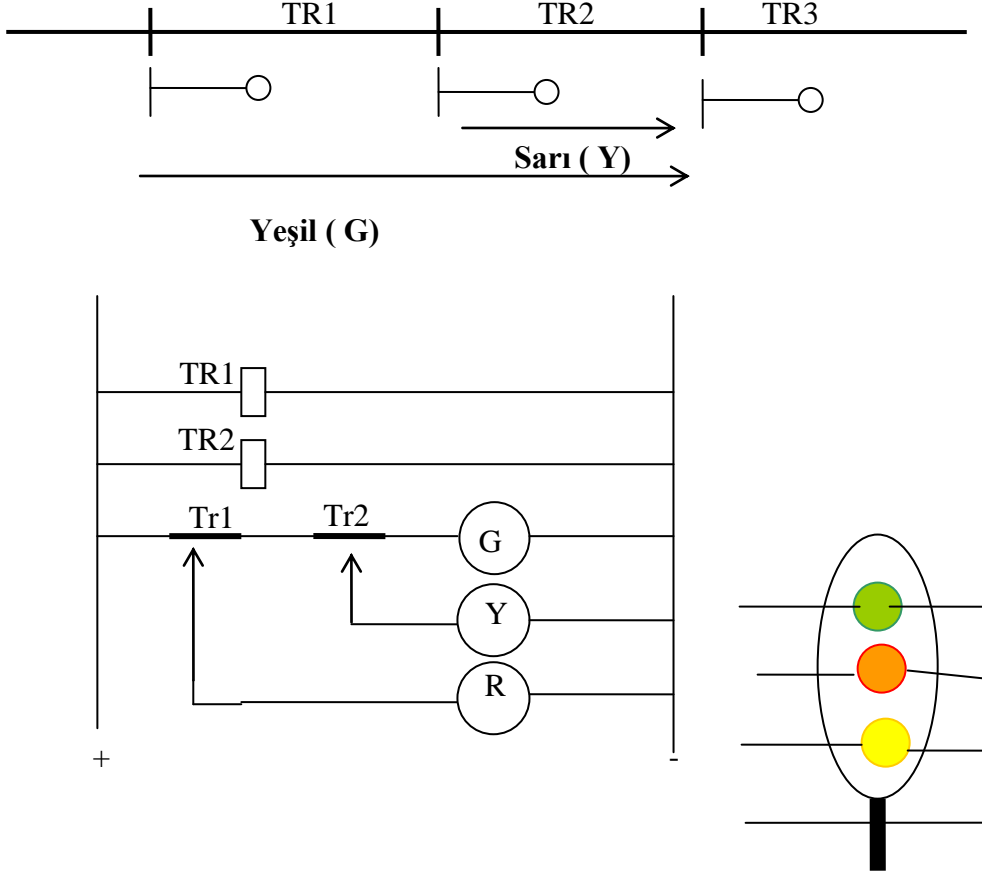 TR1 TR2 TR3
Sarı ( Y)
Yeşil ( G)
TR1
TR2
Tr1 Tr2 G
Y
R
+ -